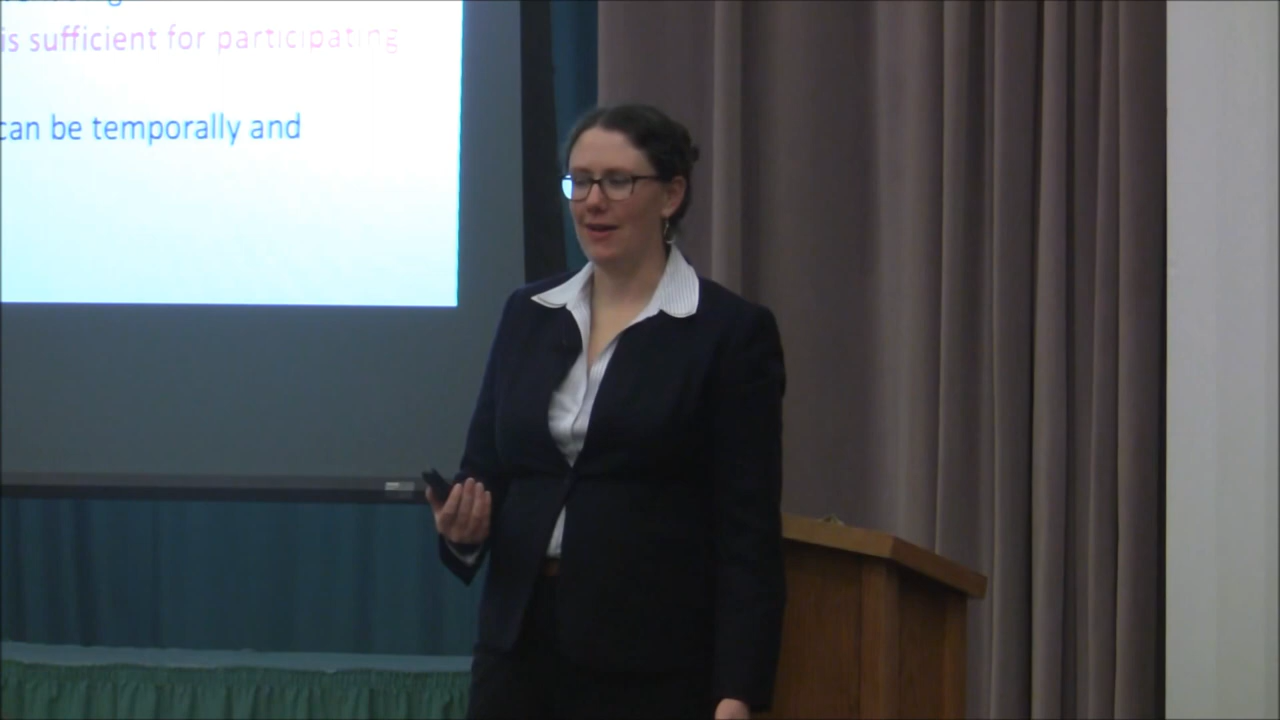 is sufficient for participating
can be temporally and